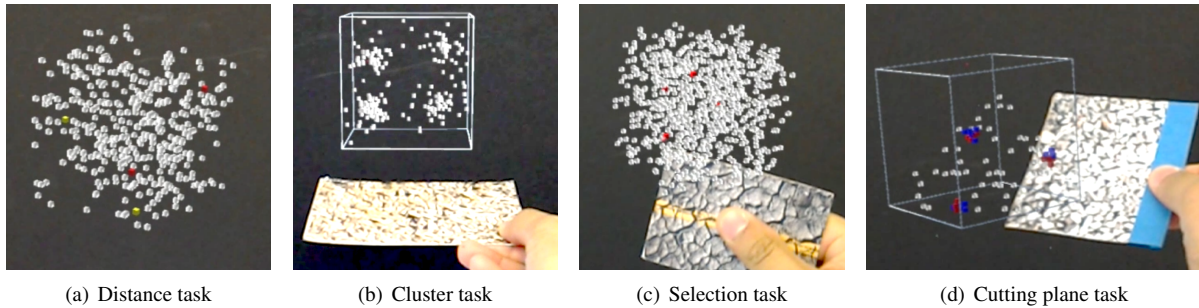 (a) Distance task
(b) Cluster task
(c) Selection task
(d) Cutting plane task